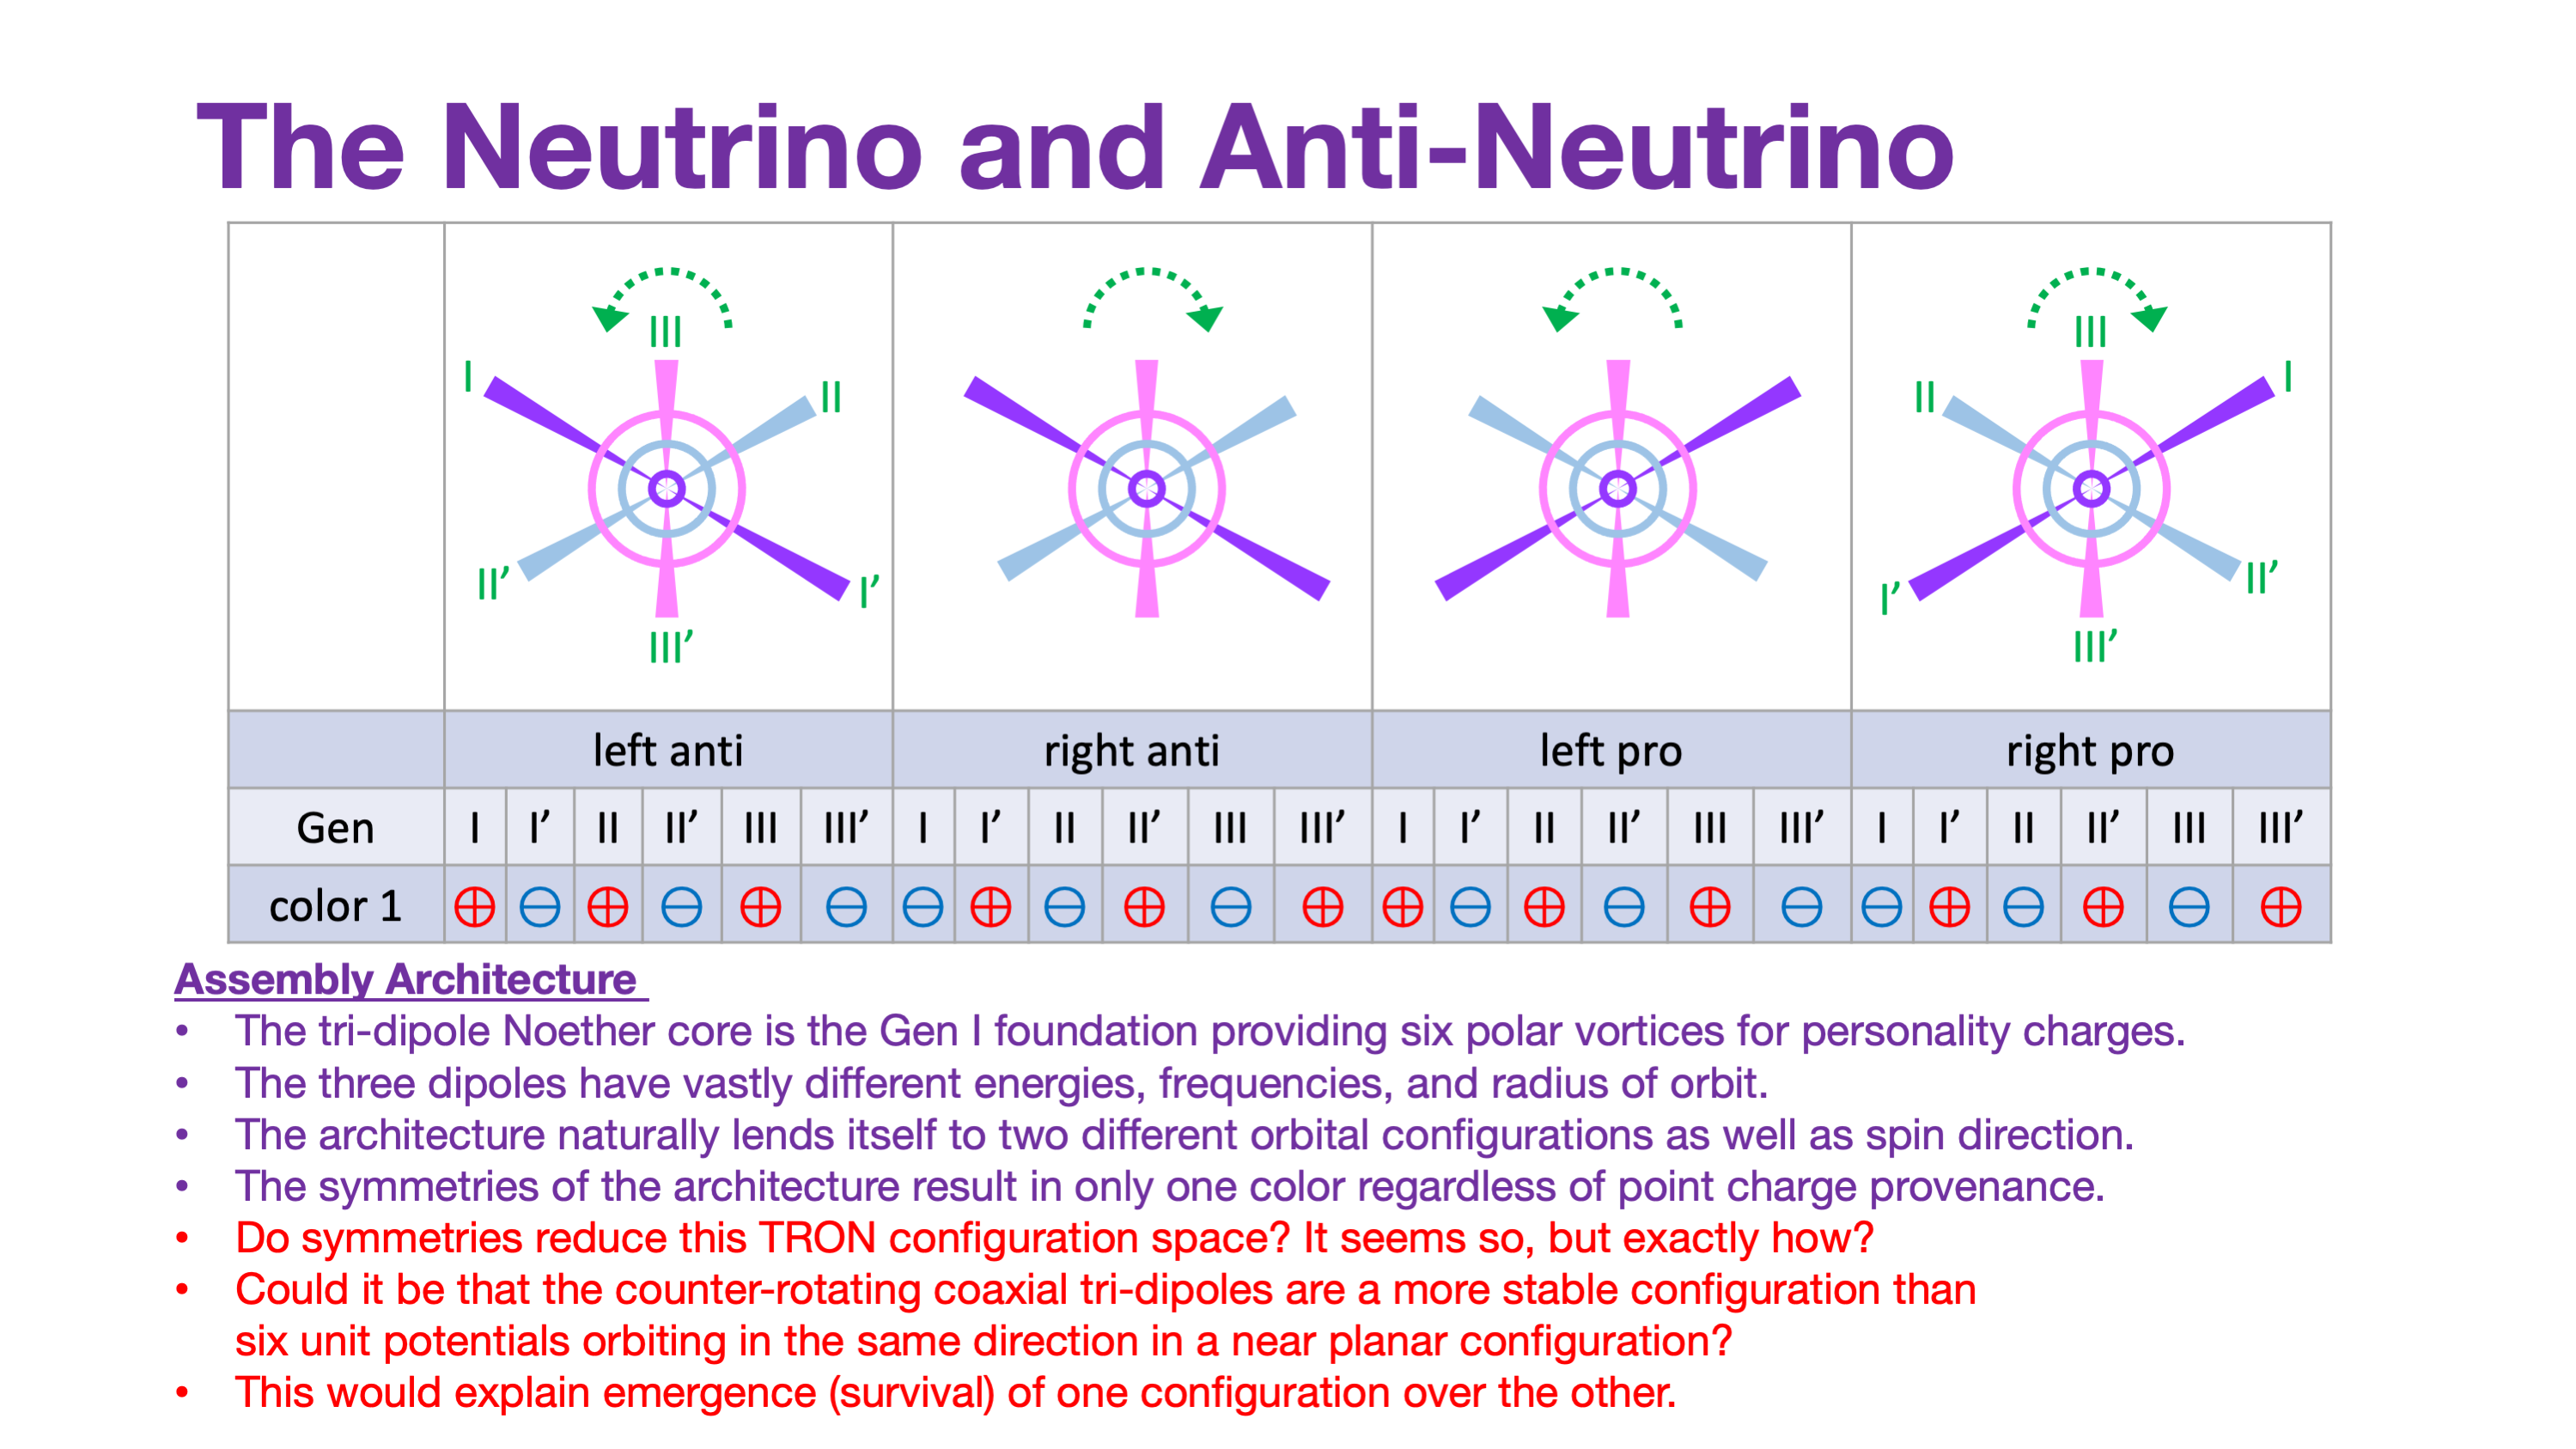 The Neutrino and Anti-Neutrino
III
I
II
II’
I’
III’
III
II
I
I’
II’
III’
left anti right anti left pro right pro
Gen I I’ II II’ III III’ I I’ II II’ III III’ I I’ II II’ III III’ I I’ II II’ III III’
color 1 ⊕ ⊖ ⊕ ⊖ ⊕ ⊖ ⊖ ⊕ ⊖ ⊕ ⊖ ⊕ ⊕ ⊖ ⊕ ⊖ ⊕ ⊖ ⊖ ⊕ ⊖ ⊕ ⊖ ⊕
Assembly Architecture
• The tri-dipole Noether core is the Gen I foundation providing six polar vortices for personality charges.
• The three dipoles have vastly different energies, frequencies, and radius of orbit.
• The architecture naturally lends itself to two different orbital configurations as well as spin direction.
• The symmetries of the architecture result in only one color regardless of point charge provenance.
• Do symmetries reduce this TRON configuration space? It seems so, but exactly how?
• Could it be that the counter-rotating coaxial tri-dipoles are a more stable configuration than
six unit potentials orbiting in the same direction in a near planar configuration?
• This would explain emergence (survival) of one configuration over the other.